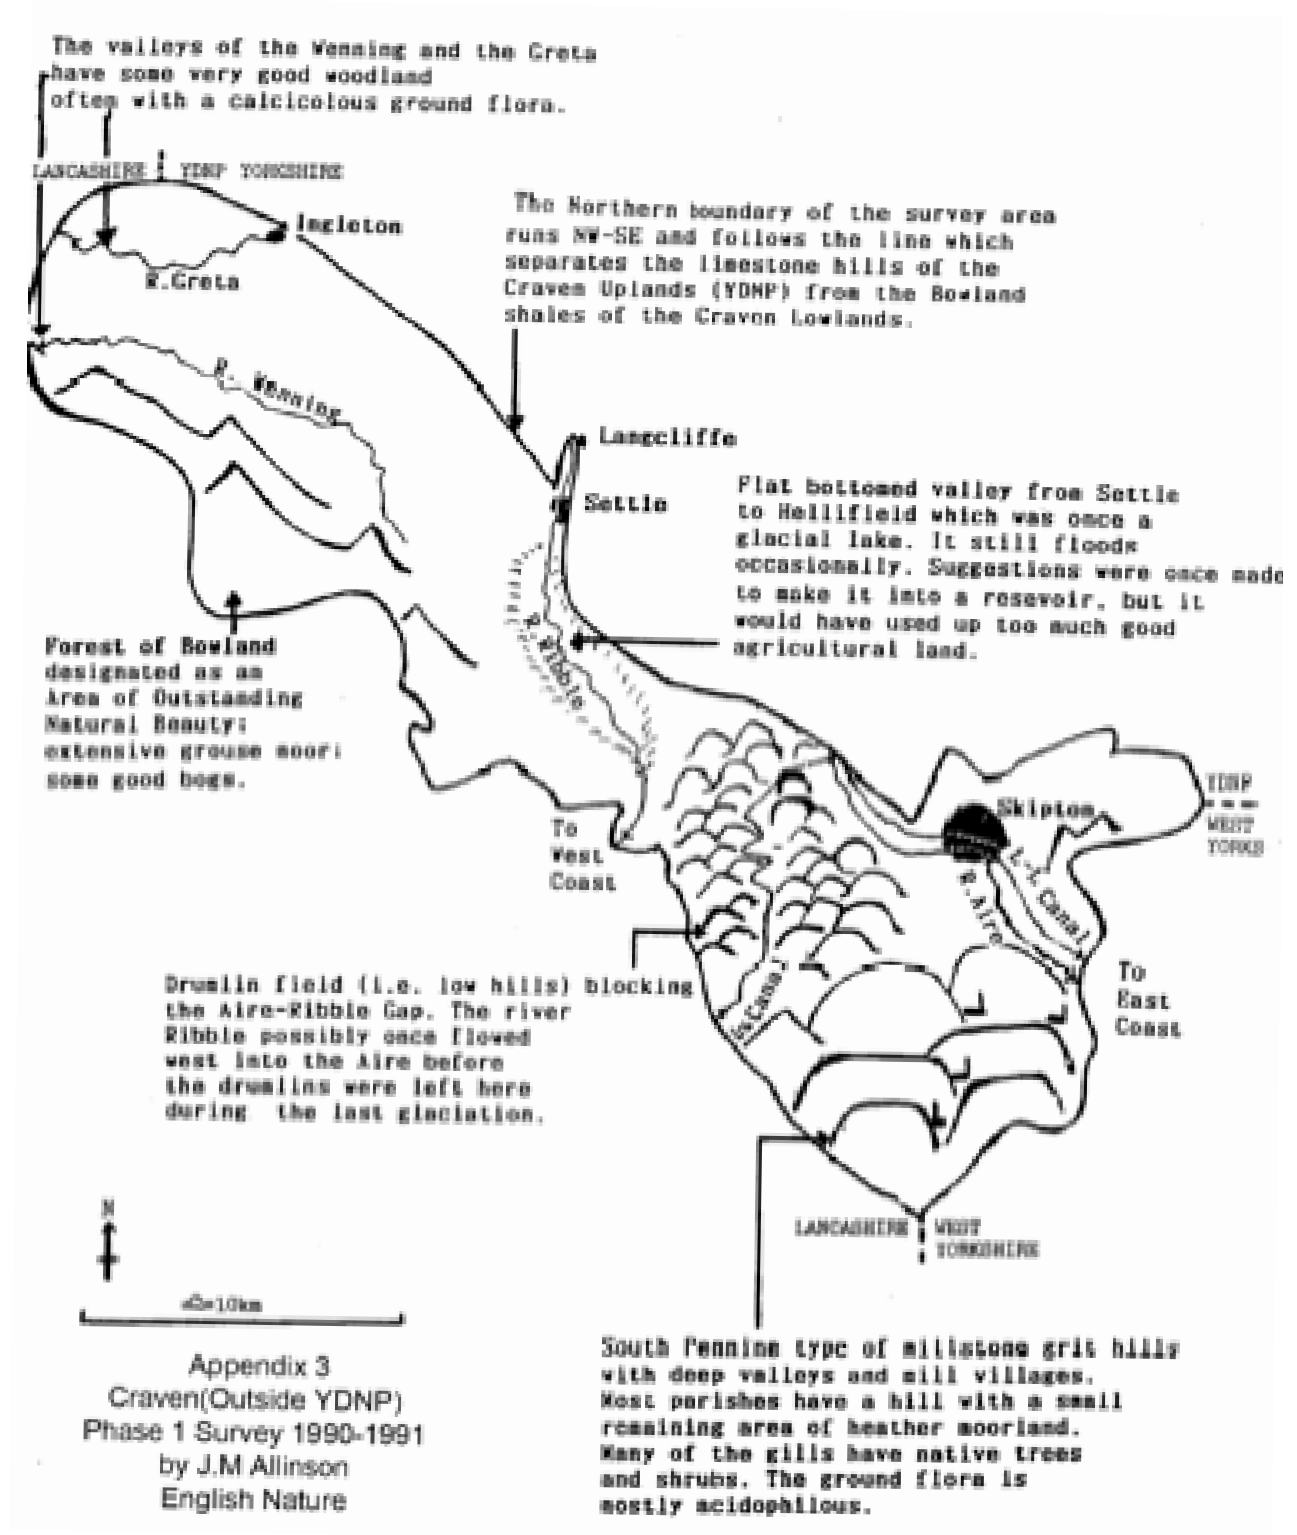 The valleys of the Wenning and the Greta
have some very good woodland
often with a calcicolous ground flora.
LANCASHIRE YDNP YORKSHIRE
Ingleton
R.Greta
The Northern boundary of the survey area
runs NW-SE and follows the line which
separates the limestone hills of the
Craven Uplands (YDNP) from the Bowland
shales of the Craven Lowlands.
R. Wenning
Langcliffe
Settle
Flat bottomed valley from Settle
to Hellifield which was once a
glacial lake. It still floods
occasionally. Suggestions were once made
to make it into a resevoir, but it
would have used up too much good
agricultural land.
R. Ribble
Forest of Bowland
designated as an
Area of Outstanding
Natural Beauty;
extensive grouse moor;
some good bogs.
YDNP
WEST
YORKS
Skipton
To
West
Coast
L-L Canal
R. Aire
To
East
Coast
Canal
Drumlin field (i.e. low hills) blocking
the Aire-Ribble Gap. The river
Ribble possibly once flowed
west into the Aire before
the drumlins were left here
during the last glaciation.
N
LANCASHIRE WEST
YORKSHIRE
=10km
South Pennine type of millstone grit hills
with deep valleys and mill villages.
Most parishes have a hill with a small
remaining area of heather moorland.
Many of the gills have native trees
and shrubs. The ground flora is
mostly acidophilous.
Appendix 3
Craven(Outside YDNP)
Phase 1 Survey 1990-1991
by J.M Allinson
English Nature